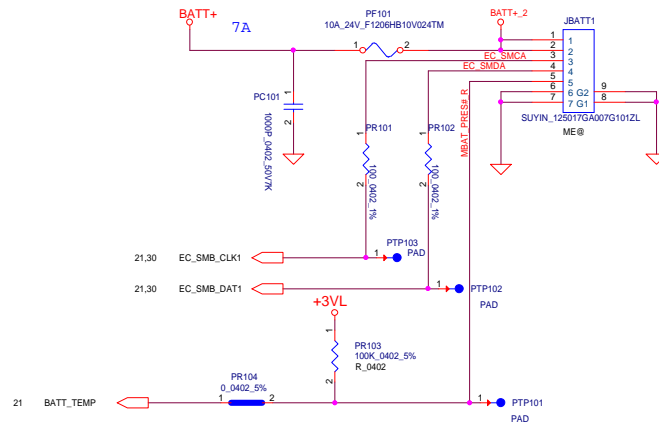 BATT+
7A
PF101
10A_24V_F1206HB10V024TM
1
2
BATT+_2
JBATT1
1
2
3
4
5
6
7
1
2
3
4
5
6 G2
7 G1
9
8
SUYIN_125017GA007G101ZL
ME@
EC_SMCA
EC_SMDA
MBAT_PRES#_R
1
PC101
2
1000P_0402_50V7K
PR101
1
2
100_0402_1%
PR102
1
2
100_0402_1%
21,30 EC_SMB_CLK1
1
PTP103
PAD
21,30 EC_SMB_DAT1
1
PTP102
PAD
+3VL
1
PR103
100K_0402_5%
R_0402
2
PR104
0_0402_5%
21 BATT_TEMP
1
2
1
PTP101
PAD